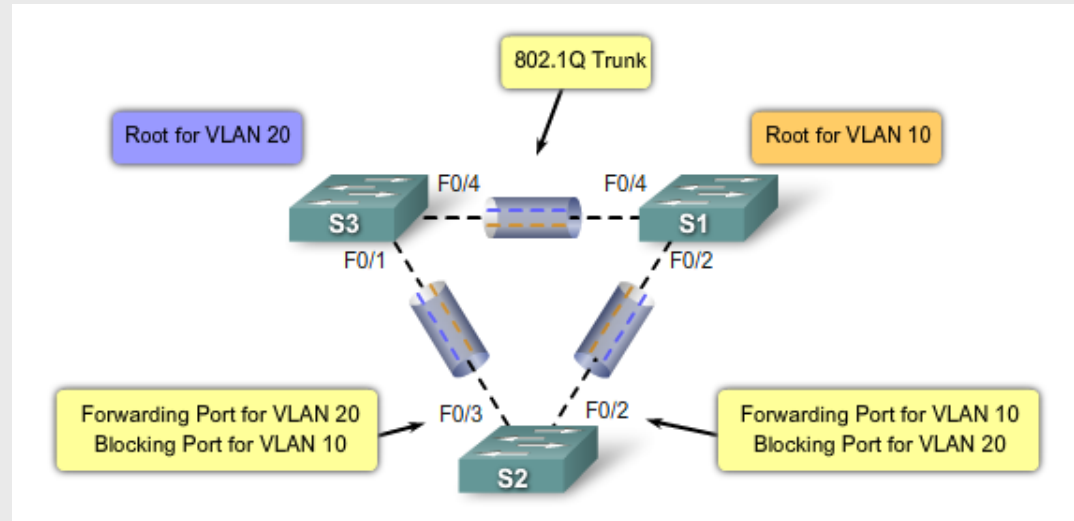 802.1Q Trunk
Root for VLAN 20
Root for VLAN 10
F0/4
F0/4
S3
S1
F0/1
F0/2
Forwarding Port for VLAN 20
Blocking Port for VLAN 10
F0/3
F0/2
Forwarding Port for VLAN 10
Blocking Port for VLAN 20
S2